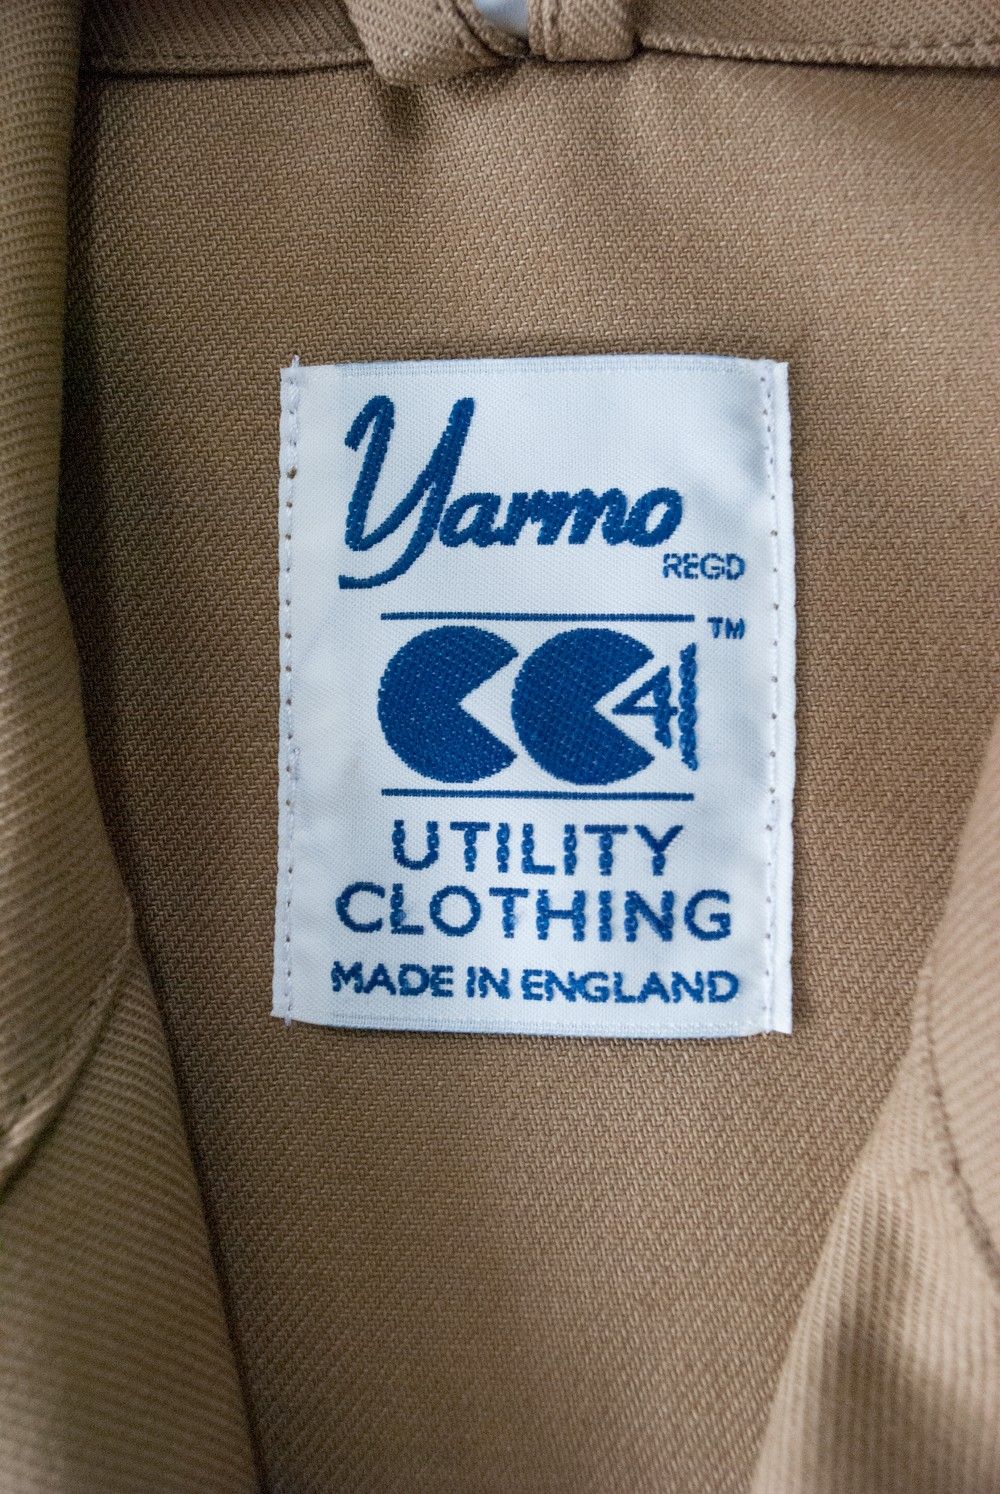 Yarmo
REGD
CC41 TM
UTILITY
CLOTHING
MADE IN ENGLAND